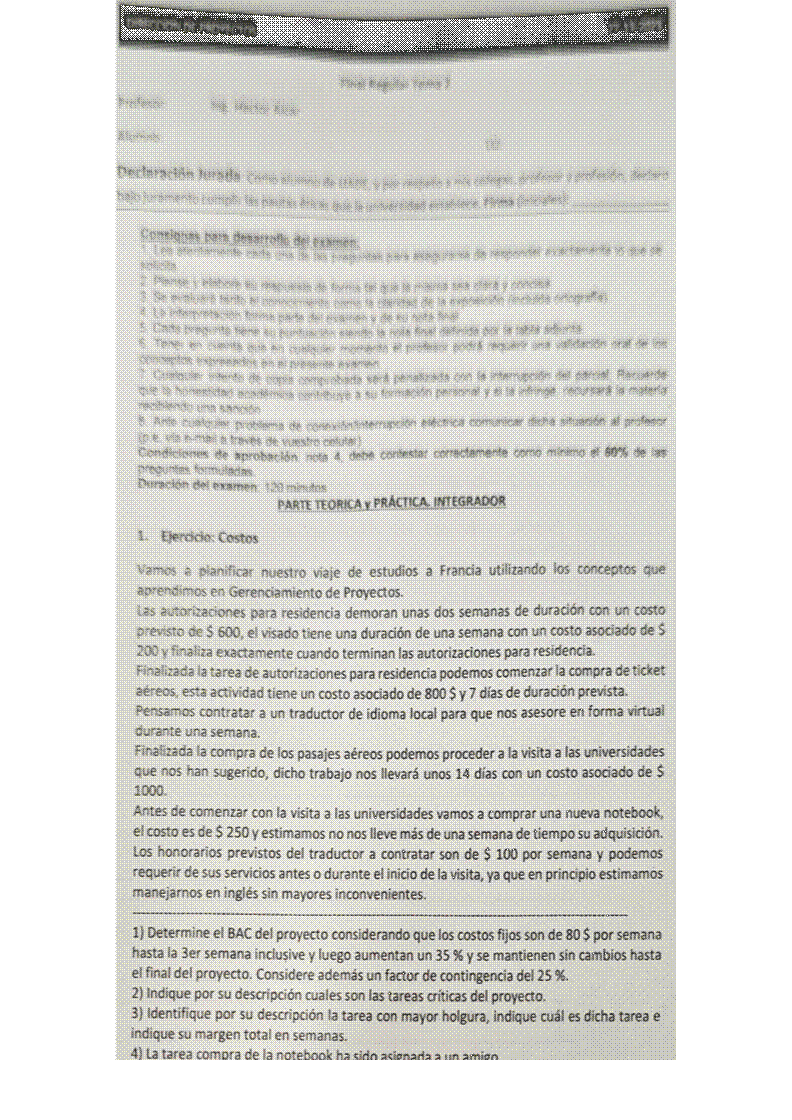 Final Regular Tema 2
Profesor: Ing.
Alumno:
Declaración Jurada. Como alumno de UADE, y por respeto a mis colegas, profesor y profesión, declaro
bajo juramento cumplir las pautas éticas que la universidad establece. Firma (iniciales):
Consignas para desarrollo del examen:
1. Lea atentamente cada una de las preguntas para asegurarse de responder exactamente lo que se
solicita.
2. Piense y elabore su respuesta de forma tal que la misma sea clara y concisa.
3. Se evaluará tanto el conocimiento como la claridad de la exposición (incluida ortografía)
4. La interpretación forma parte del examen y de su nota final
5. Cada pregunta tiene su puntuación siendo la nota final definida por la tabla adjunta
6. Tener en cuenta que en cualquier momento el profesor podrá requerir una validación oral de los
conceptos expresados en el presente examen.
7. Cualquier intento de copia comprobada será penalizada con la interrupción del parcial. Recuerde
que la honestidad académica contribuye a su formación personal y si la infringe, recursará la materia
recibiendo una sanción
8. Ante cualquier problema de conexión/interrupción eléctrica comunicar dicha situación al profesor
(p.e. vía e-mail a través de vuestro celular)
Condiciones de aprobación: nota 4, debe contestar correctamente como mínimo el 60% de las
preguntas formuladas.
Duración del examen: 120 minutos
PARTE TEORICA y PRÁCTICA. INTEGRADOR
1. Ejercicio: Costos
Vamos a planificar nuestro viaje de estudios a Francia utilizando los conceptos que
aprendimos en Gerenciamiento de Proyectos.
Las autorizaciones para residencia demoran unas dos semanas de duración con un costo
previsto de $ 600, el visado tiene una duración de una semana con un costo asociado de $
200 y finaliza exactamente cuando terminan las autorizaciones para residencia.
Finalizada la tarea de autorizaciones para residencia podemos comenzar la compra de ticket
aéreos, esta actividad tiene un costo asociado de 800 $ y 7 días de duración prevista.
Pensamos contratar a un traductor de idioma local para que nos asesore en forma virtual
durante una semana.
Finalizada la compra de los pasajes aéreos podemos proceder a la visita a las universidades
que nos han sugerido, dicho trabajo nos llevará unos 14 días con un costo asociado de $
1000.
Antes de comenzar con la visita a las universidades vamos a comprar una nueva notebook,
el costo es de $ 250 y estimamos no nos lleve más de una semana de tiempo su adquisición.
Los honorarios previstos del traductor a contratar son de $ 100 por semana y podemos
requerir de sus servicios antes o durante el inicio de la visita, ya que en principio estimamos
manejarnos en inglés sin mayores inconvenientes.
1) Determine el BAC del proyecto considerando que los costos fijos son de 80 $ por semana
hasta la 3er semana inclusive y luego aumentan un 35 % y se mantienen sin cambios hasta
el final del proyecto. Considere además un factor de contingencia del 25 %.
2) Indique por su descripción cuales son las tareas críticas del proyecto.
3) Identifique por su descripción la tarea con mayor holgura, indique cuál es dicha tarea e
indique su margen total en semanas.
4) La tarea compra de la notebook ha sido asignada a un amigo